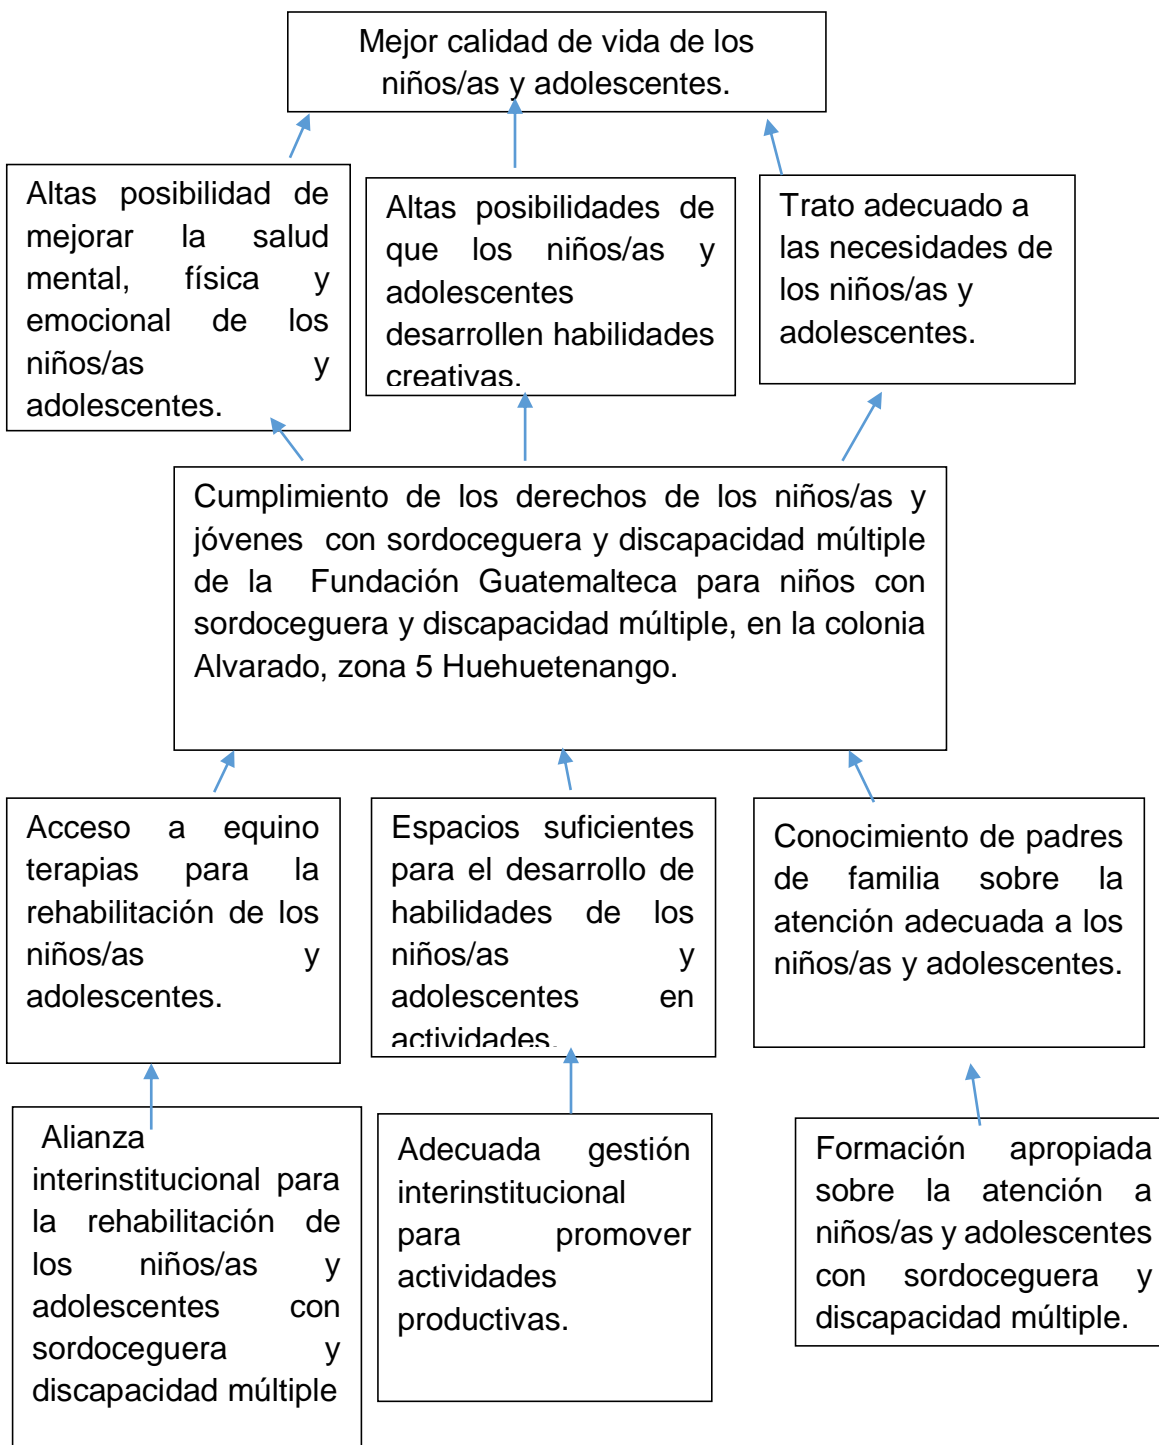 Mejor calidad de vida de los
niños/as y adolescentes.
Altas posibilidad de
mejorar la salud
mental, física y
emocional de los
niños/as y
adolescentes.
Altas posibilidades de
que los niños/as y
adolescentes
desarrollen habilidades
creativas.
Trato adecuado a
las necesidades de
los niños/as y
adolescentes.
Cumplimiento de los derechos de los niños/as y
jóvenes con sordoceguera y discapacidad múltiple
de la Fundación Guatemalteca para niños con
sordoceguera y discapacidad múltiple, en la colonia
Alvarado, zona 5 Huehuetenango.
Acceso a equino
terapias para la
rehabilitación de los
niños/as y
adolescentes.
Espacios suficientes
para el desarrollo de
habilidades de los
niños/as y
adolescentes en
actividades.
Conocimiento de padres
de familia sobre la
atención adecuada a los
niños/as y adolescentes.
Alianza
interinstitucional para
la rehabilitación de
los niños/as y
adolescentes con
sordoceguera y
discapacidad múltiple
Adecuada gestión
interinstitucional
para promover
actividades
productivas.
Formación apropiada
sobre la atención a
niños/as y adolescentes
con sordoceguera y
discapacidad múltiple.